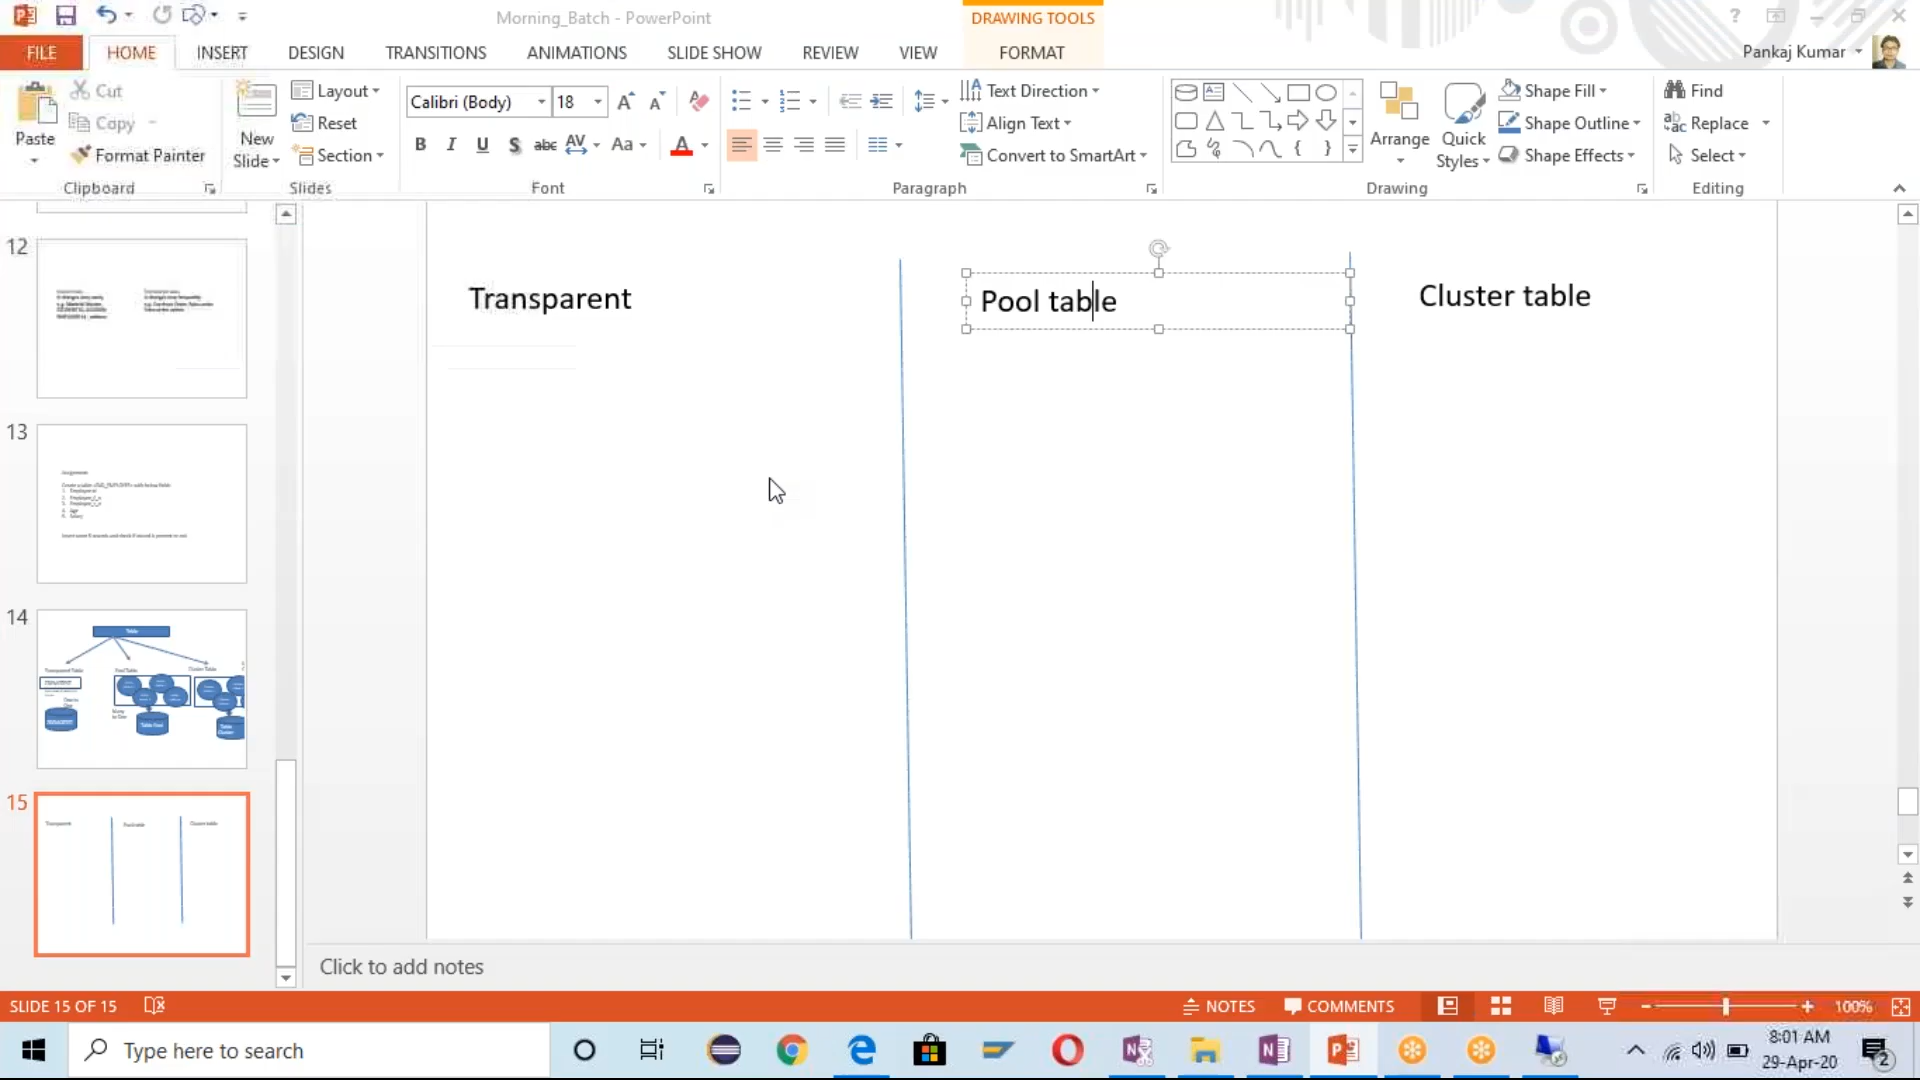 Morning_Batch - PowerPoint
DRAWING TOOLS
FILE
HOME
INSERT
DESIGN
TRANSITIONS
ANIMATIONS
SLIDE SHOW
REVIEW
VIEW
FORMAT
Pankaj Kumar
Paste
Cut
Copy
Format Painter
Clipboard
New Slide
Layout
Reset
Section
Slides
Calibri (Body)
18
Font
Paragraph
Text Direction
Align Text
Convert to SmartArt
Arrange
Quick Styles
Drawing
Shape Fill
Shape Outline
Shape Effects
Find
Replace
Select
Editing
12
13
14
15
Transparent
Pool table
Cluster table
Click to add notes
SLIDE 15 OF 15
NOTES
COMMENTS
100%
Type here to search
8:01 AM
29-Apr-20
2